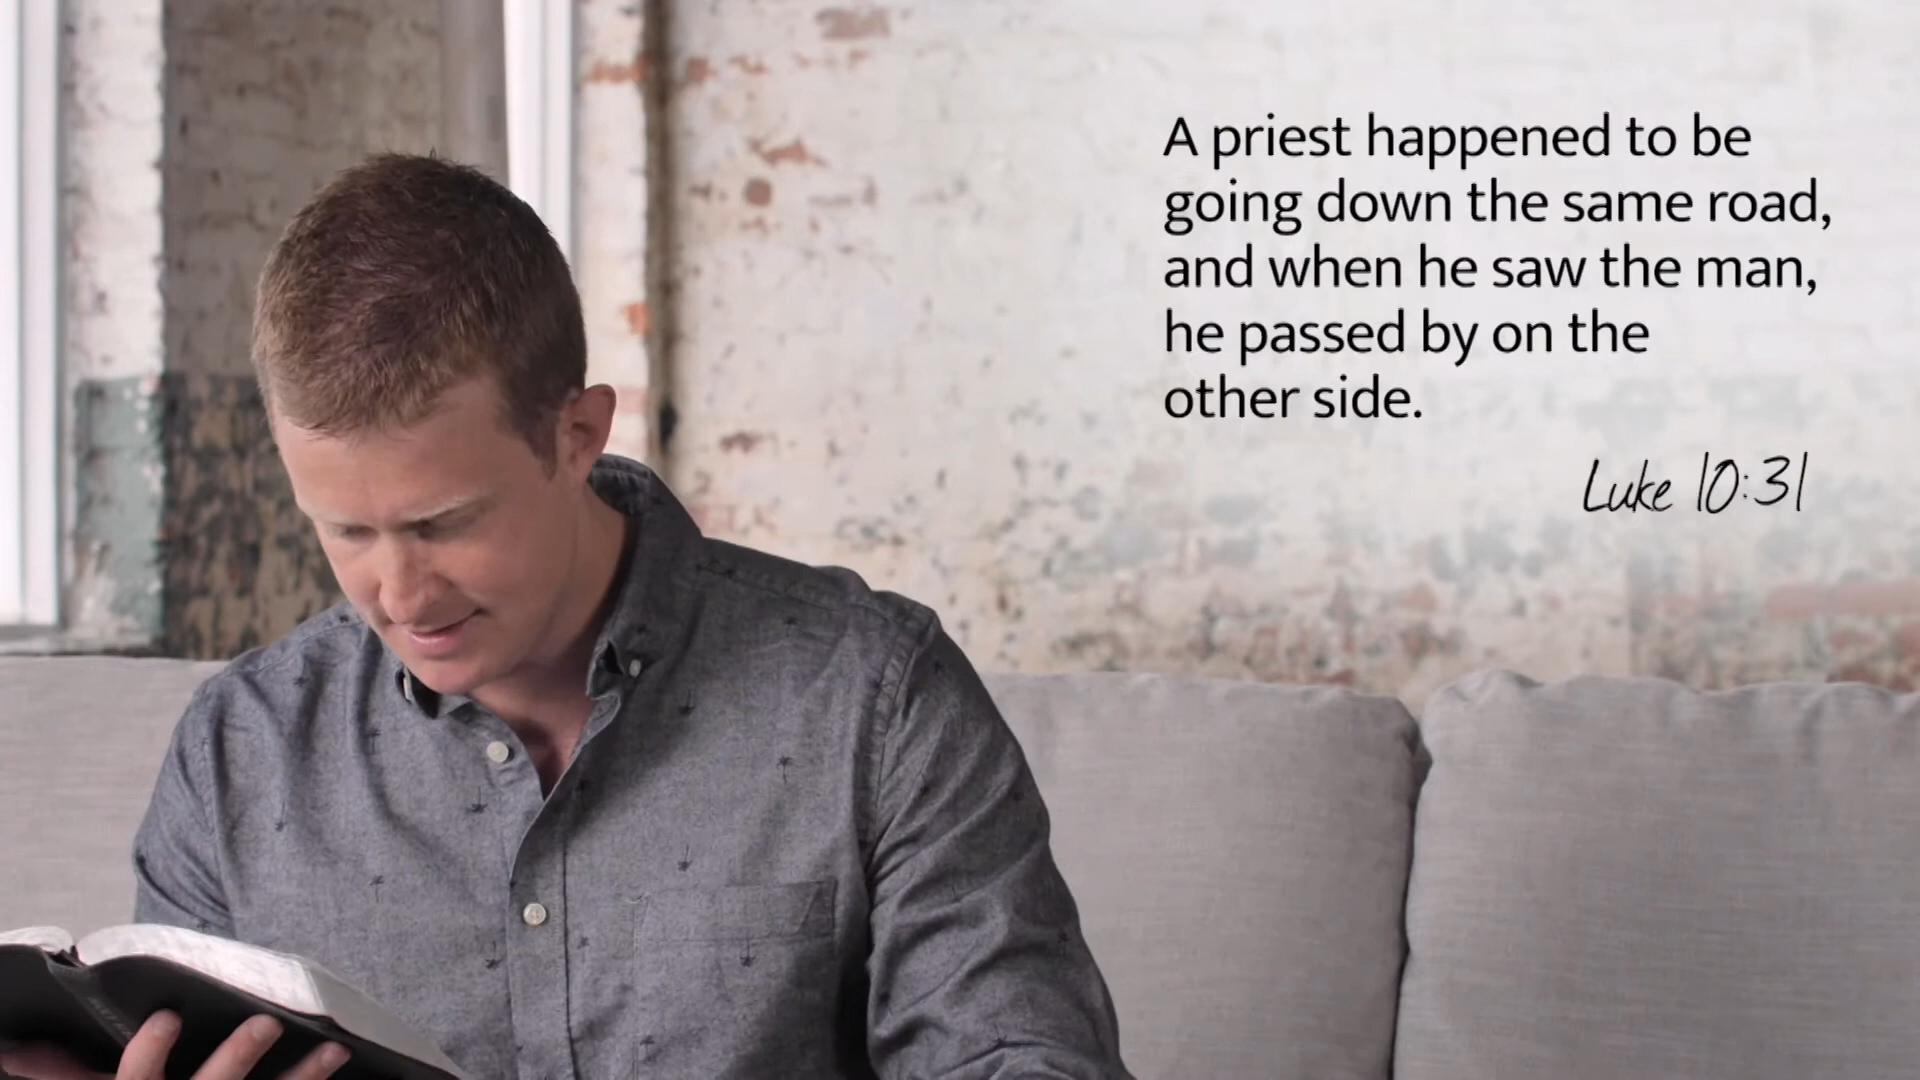 A priest happened to be
going down the same road,
and when he saw the man,
he passed by on the
other side.
Luke 10:31